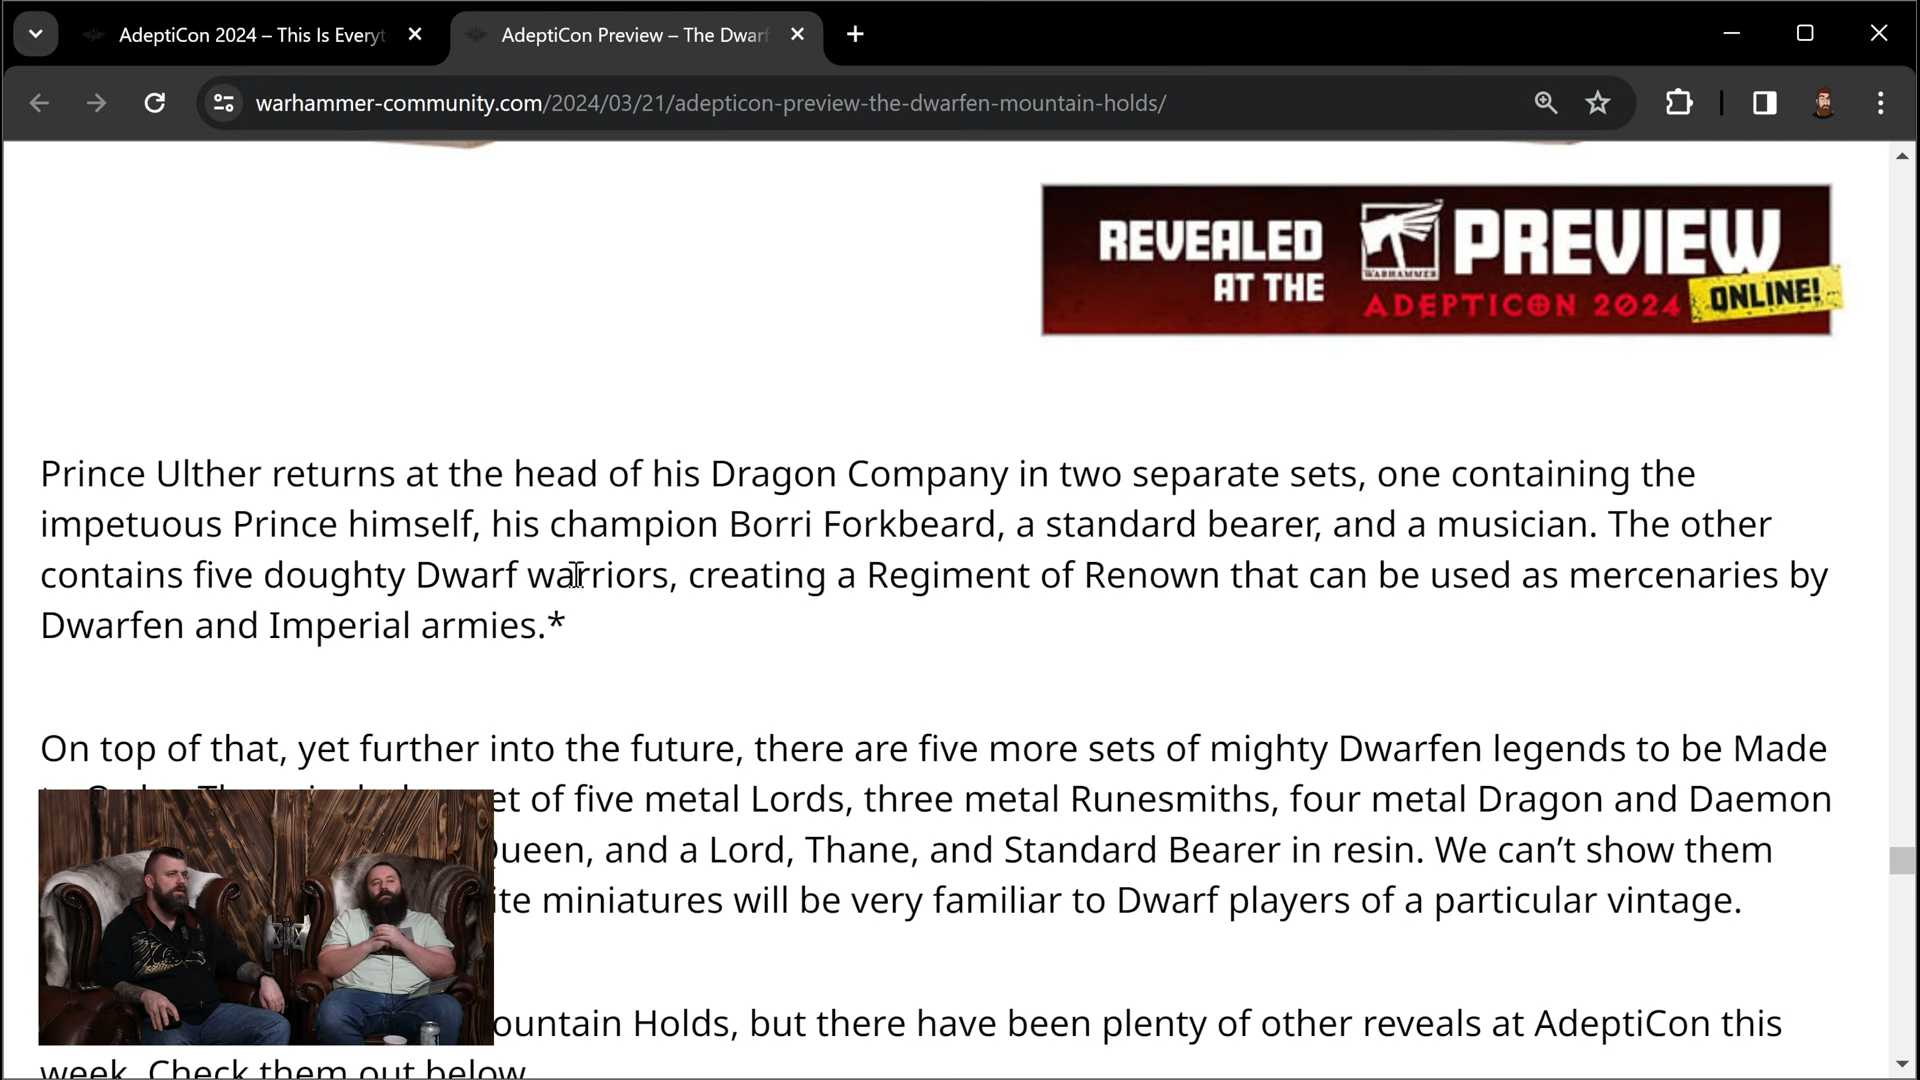 AdeptiCon 2024 – This Is Everyt
AdeptiCon Preview – The Dwarf
warhammer-community.com/2024/03/21/adepticon-preview-the-dwarfen-mountain-holds/
REVEALED
AT THE
WARHAMMER
PREVIEW
ADEPTICON 2024
ONLINE!
Prince Ulther returns at the head of his Dragon Company in two separate sets, one containing the
impetuous Prince himself, his champion Borri Forkbeard, a standard bearer, and a musician. The other
contains five doughty Dwarf warriors, creating a Regiment of Renown that can be used as mercenaries by
Dwarfen and Imperial armies.*
On top of that, yet further into the future, there are five more sets of mighty Dwarfen legends to be Made
of five metal Lords, three metal Runesmiths, four metal Dragon and Daemon
Queen, and a Lord, Thane, and Standard Bearer in resin. We can’t show them
miniatures will be very familiar to Dwarf players of a particular vintage.
ountain Holds, but there have been plenty of other reveals at AdeptiCon this
week. Check them out below